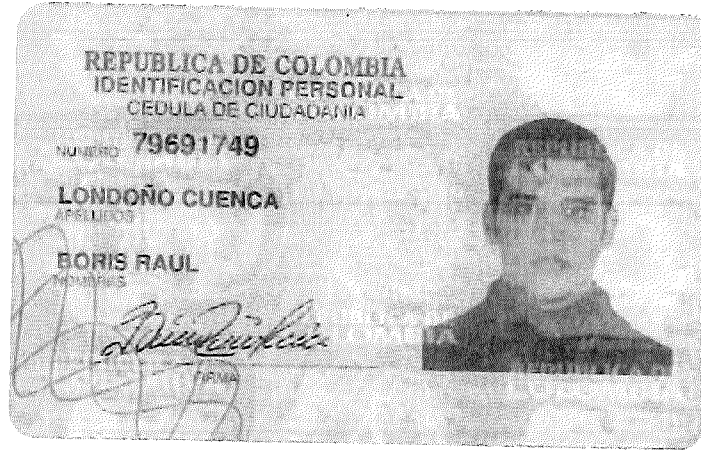 REPUBLICA DE COLOMBIA
IDENTIFICACION PERSONAL
CEDULA DE CIUDADANIA
NUMERO 79691749
LONDOÑO CUENCA
APELLIDOS
BORIS RAUL
NOMBRES
FIRMA